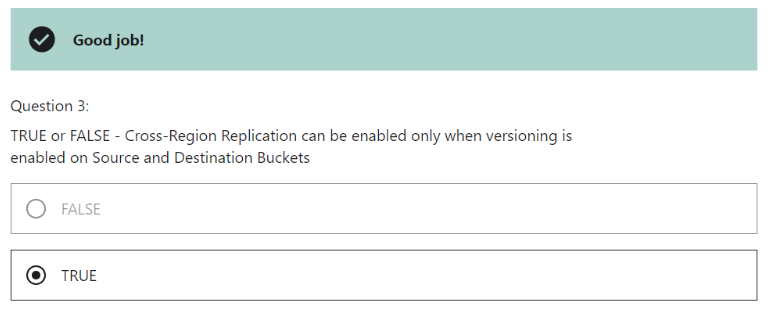 Good job!
Question 3:
TRUE or FALSE - Cross-Region Replication can be enabled only when versioning is
enabled on Source and Destination Buckets
FALSE
TRUE